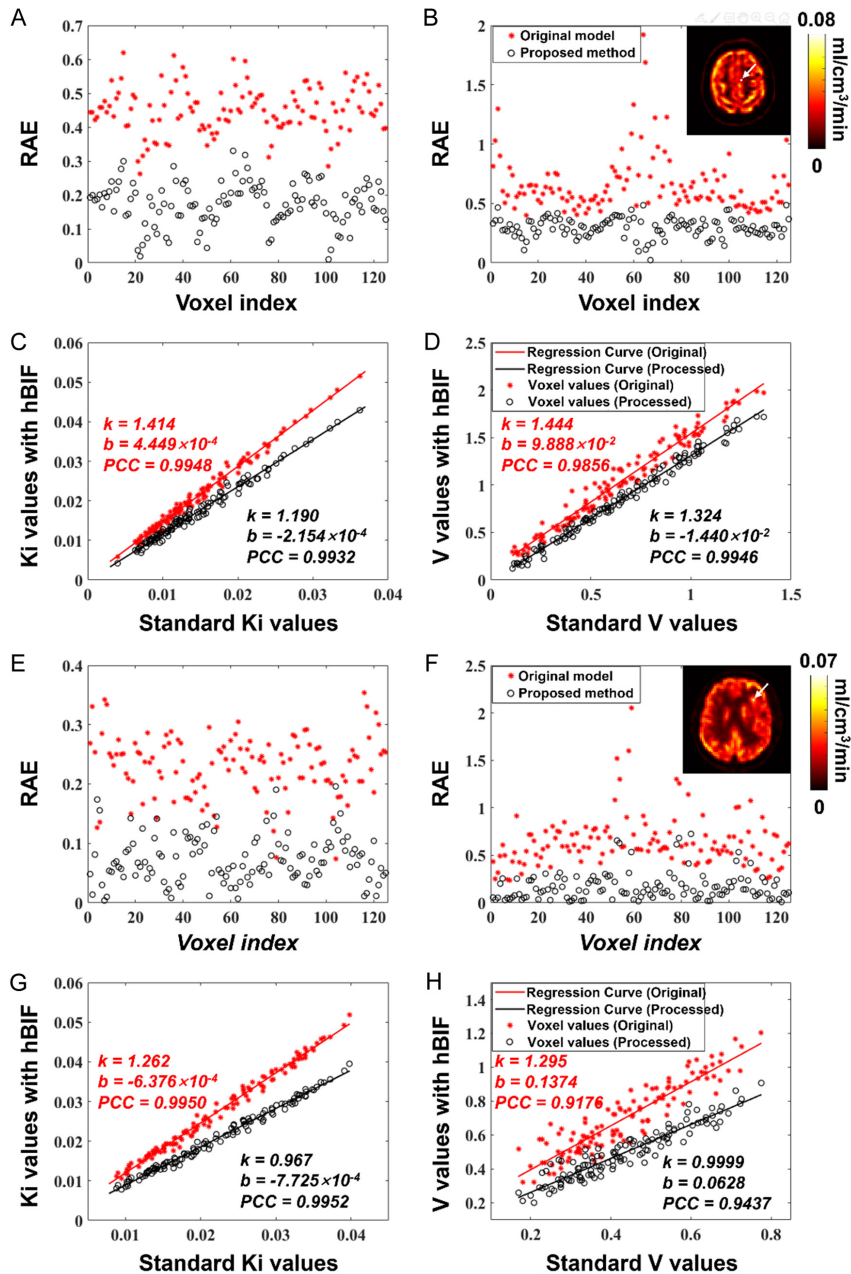 A
0.7
0.6
0.5
0.4
0.3
0.2
0.1
0
RAE
0 20 40 60 80 100 120
Voxel index
B
2
1.5
1
0.5
0
RAE
Original model
Proposed method
0 20 40 60 80 100 120
Voxel index
0.08
ml/cm³/min
0
C
0.06
0.05
0.04
0.03
0.02
0.01
0
Ki values with hBIF
k = 1.414
b = 4.449×10⁻⁴
PCC = 0.9948
k = 1.190
b = -2.154×10⁻⁴
PCC = 0.9932
0 0.01 0.02 0.03 0.04
Standard Ki values
D
2.5
2
1.5
1
0.5
0
V values with hBIF
Regression Curve (Original)
Regression Curve (Processed)
Voxel values (Original)
Voxel values (Processed)
k = 1.444
b = 9.888×10⁻²
PCC = 0.9856
k = 1.324
b = -1.440×10⁻²
PCC = 0.9946
0 0.5 1 1.5
Standard V values
E
0.4
0.3
0.2
0.1
0
RAE
0 20 40 60 80 100 120
Voxel index
F
2.5
2
1.5
1
0.5
0
RAE
Original model
Proposed method
0 20 40 60 80 100 120
Voxel index
0.07
ml/cm³/min
0
G
0.06
0.05
0.04
0.03
0.02
0.01
0
Ki values with hBIF
k = 1.262
b = -6.376×10⁻⁴
PCC = 0.9950
k = 0.967
b = -7.725×10⁻⁴
PCC = 0.9952
0.01 0.02 0.03 0.04
Standard Ki values
H
1.4
1.2
1.0
0.8
0.6
0.4
0.2
V values with hBIF
Regression Curve (Original)
Regression Curve (Processed)
Voxel values (Original)
Voxel values (Processed)
k = 1.295
b = 0.1374
PCC = 0.9176
k = 0.9999
b = 0.0628
PCC = 0.9437
0.2 0.4 0.6 0.8
Standard V values